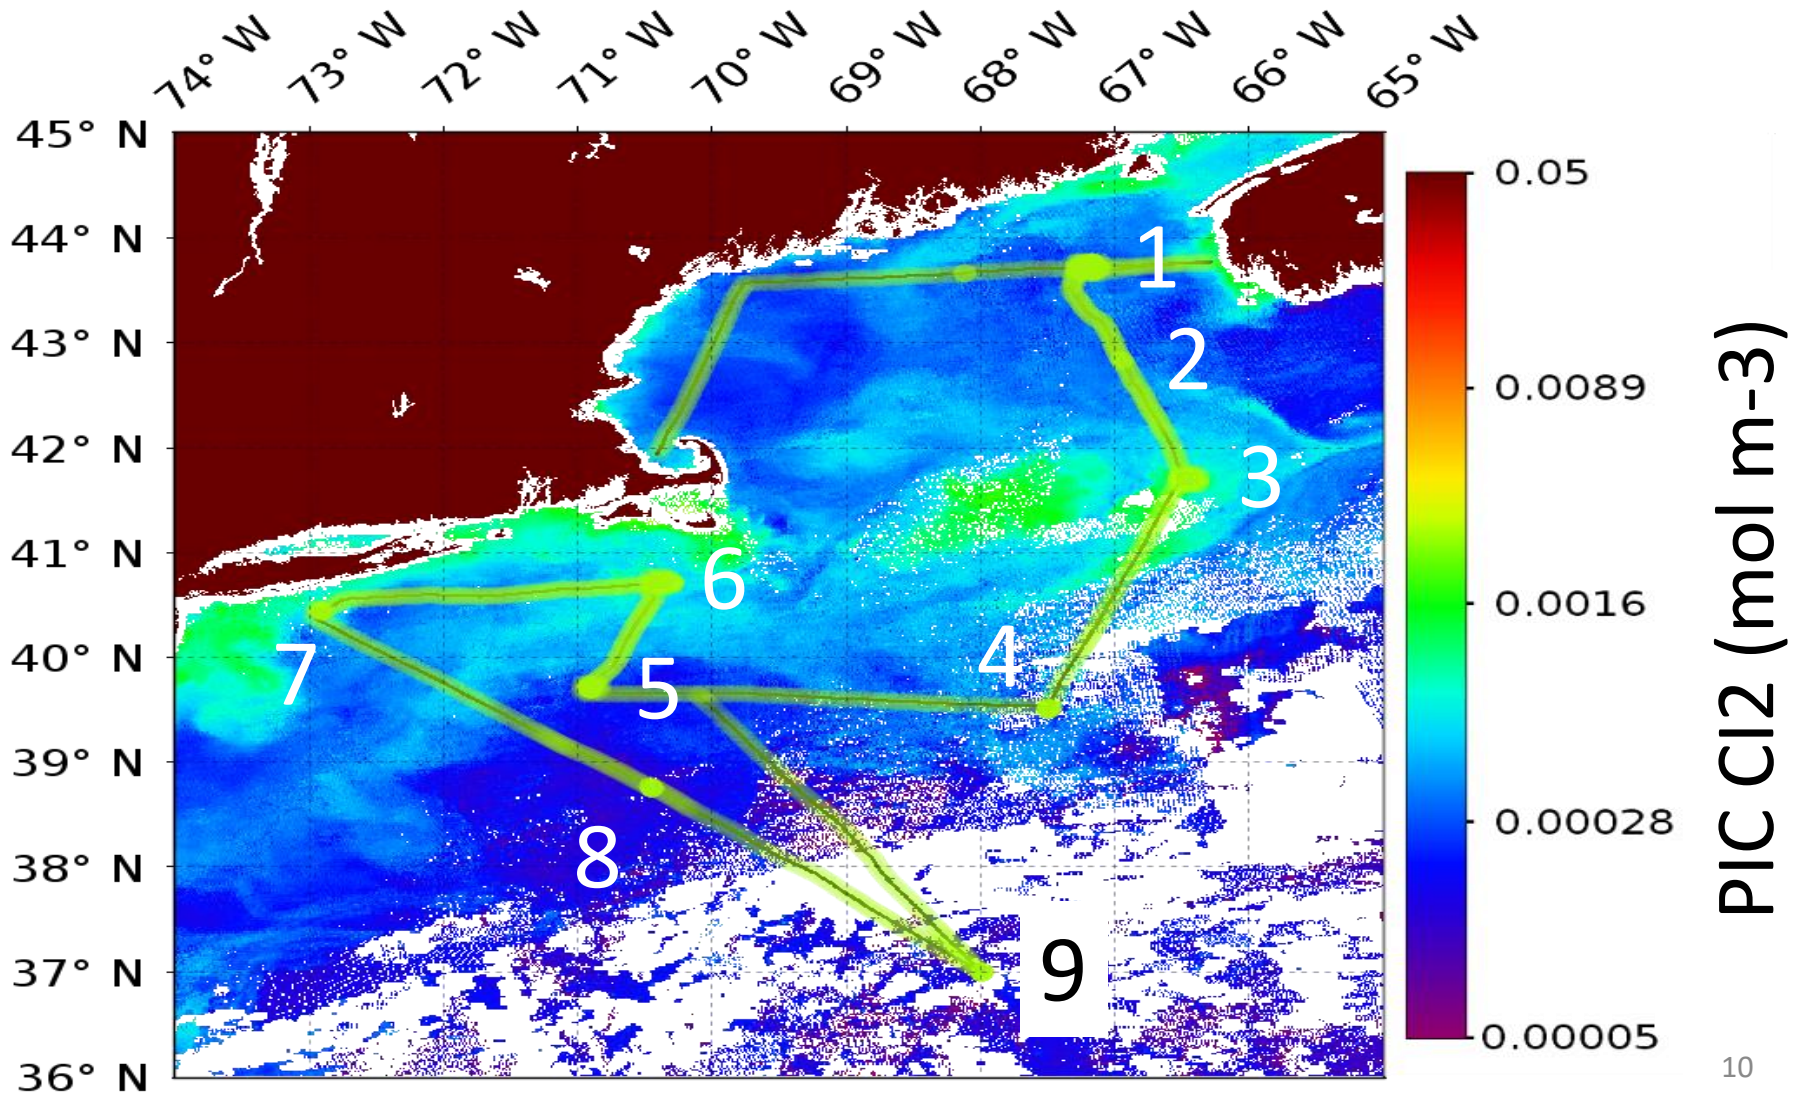 74° W 73° W 72° W 71° W 70° W 69° W 68° W 67° W 66° W 65° W
45° N
44° N
43° N
42° N
41° N
40° N
39° N
38° N
37° N
36° N
1
2
3
4
5
6
7
8
9
0.05
0.0089
0.0016
0.00028
0.00005
PIC CI2 (mol m-3)
10